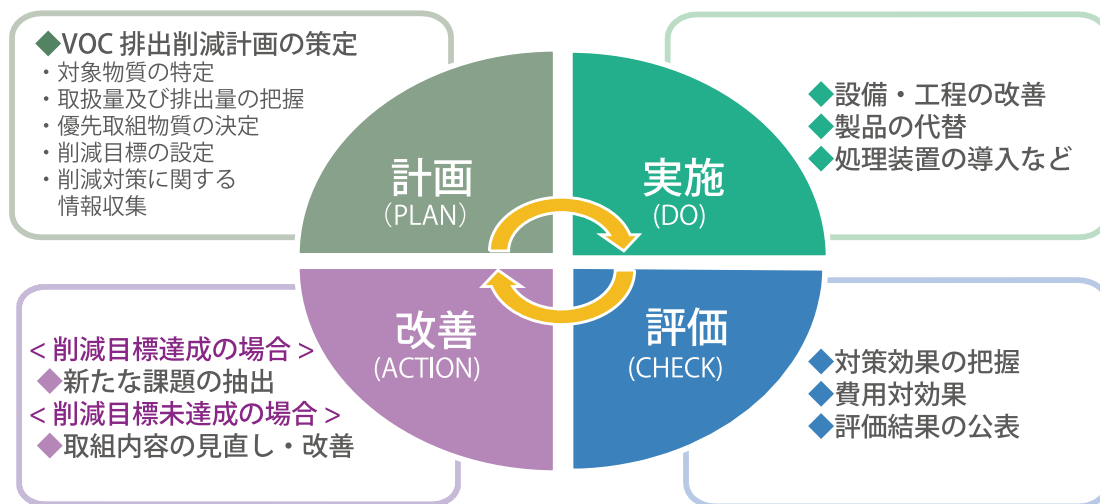 ◆VOC 排出削減計画の策定
・対象物質の特定
・取扱量及び排出量の把握
・優先取組物質の決定
・削減目標の設定
・削減対策に関する
情報収集
計画
(PLAN)
実施
(DO)
◆設備・工程の改善
◆製品の代替
◆処理装置の導入など
＜削減目標達成の場合＞
◆新たな課題の抽出
＜削減目標未達成の場合＞
◆取組内容の見直し・改善
改善
(ACTION)
評価
(CHECK)
◆対策効果の把握
◆費用対効果
◆評価結果の公表